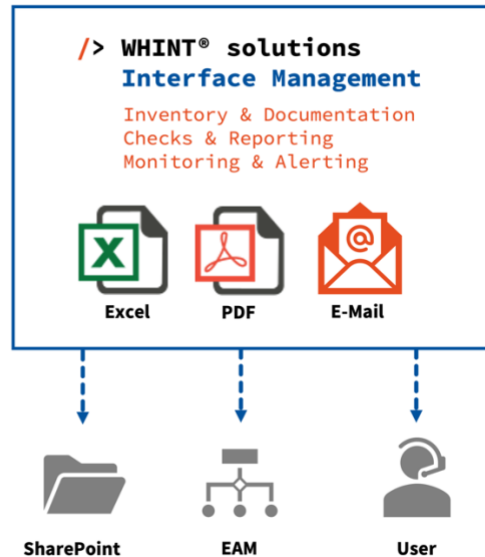 /> WHINT® solutions
Interface Management
Inventory & Documentation
Checks & Reporting
Monitoring & Alerting
X
@
Excel
PDF
E-Mail
SharePoint
EAM
User